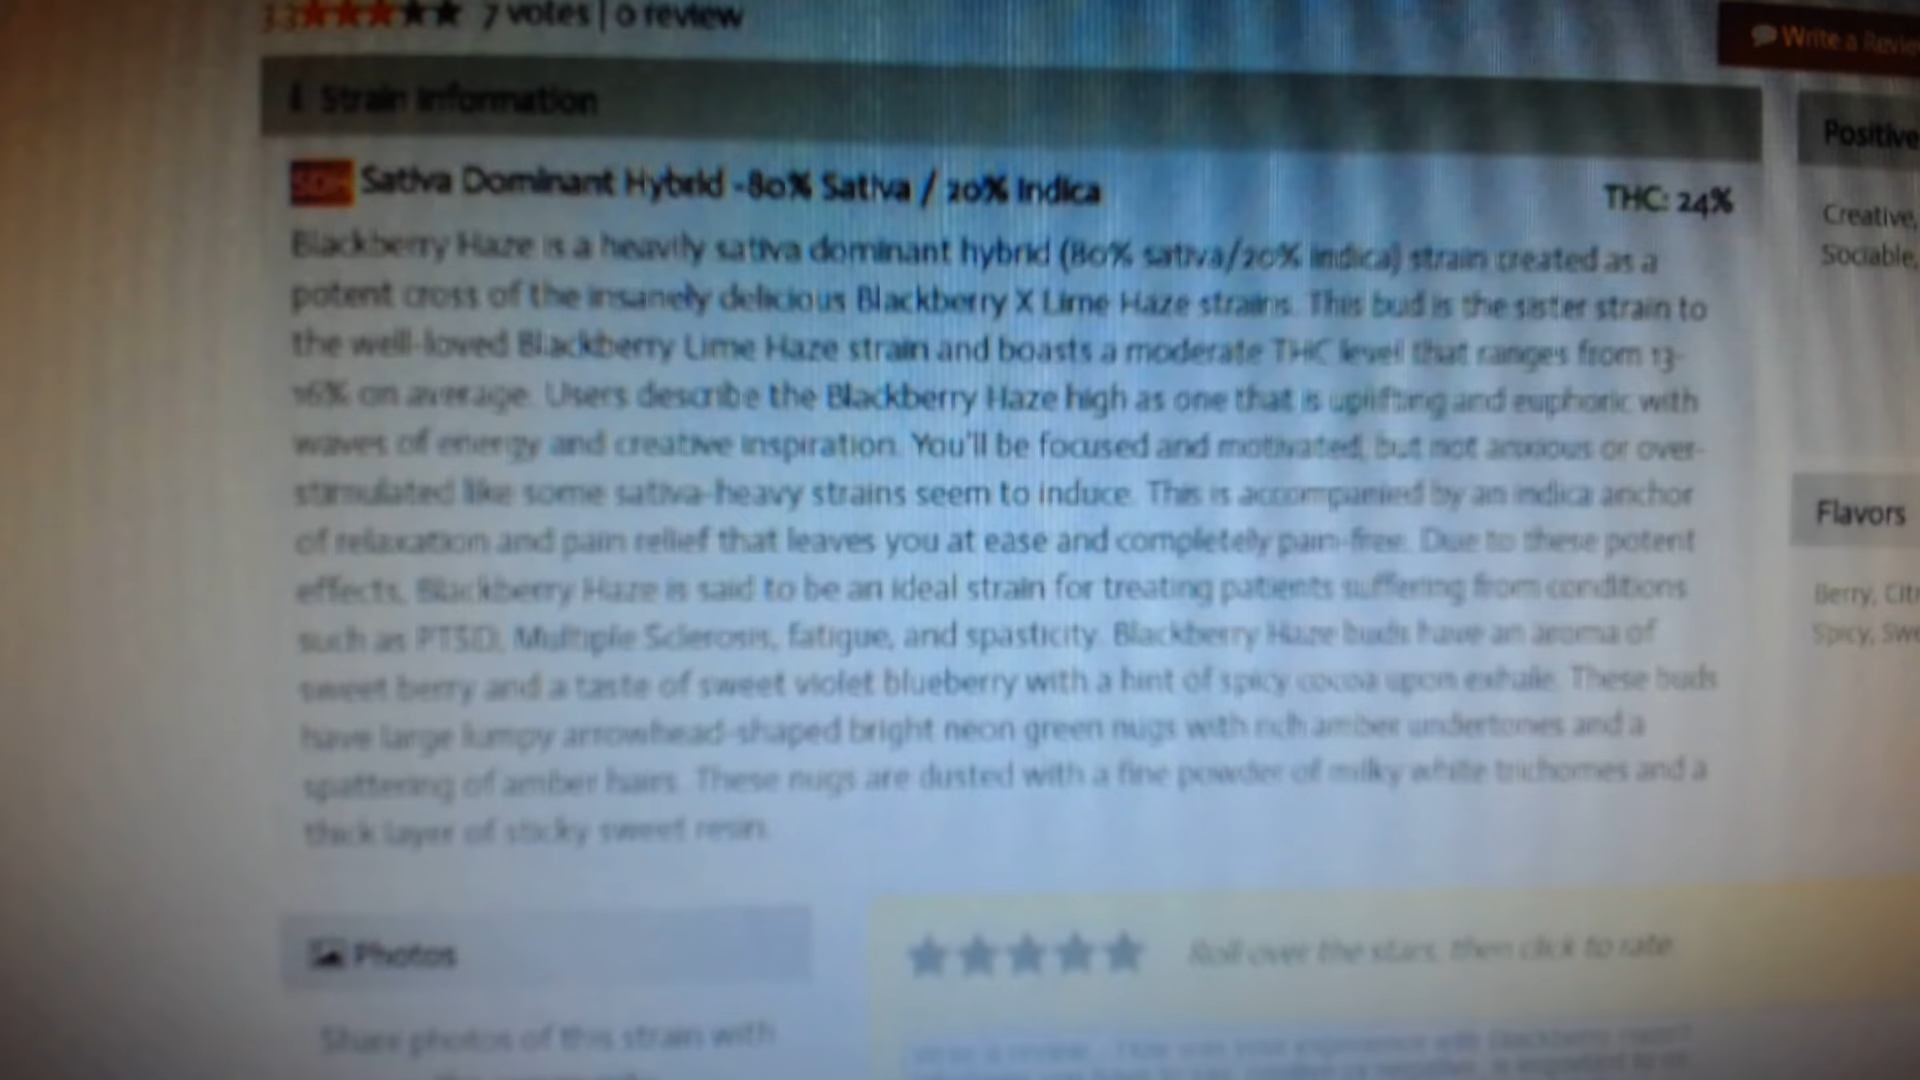 3.3 7 votes | 0 review
Write a Revie
Strain Information
Sativa Dominant Hybrid -80% Sativa / 20% Indica
THC: 24%
Blackberry Haze is a heavily sativa dominant hybrid (80% sativa/20% indica) strain created as a
potent cross of the insanely delicious Blackberry X Lime Haze strains. This bud is the sister strain to
the well-loved Blackberry Lime Haze strain and boasts a moderate THC level that ranges from 13-
16% on average. Users describe the Blackberry Haze high as one that is uplifting and euphoric with
waves of energy and creative inspiration. You'll be focused and motivated, but not anxious or over-
stimulated like some sativa-heavy strains seem to induce. This is accompanied by an indica anchor
of relaxation and pain relief that leaves you at ease and completely pain-free. Due to these potent
effects, Blackberry Haze is said to be an ideal strain for treating patients suffering from conditions
such as PTSD, Multiple Sclerosis, fatigue, and spasticity. Blackberry Haze buds have an aroma of
sweet berry and a taste of sweet violet blueberry with a hint of spicy cocoa upon exhale. These buds
have large lumpy arrowhead-shaped bright neon green nugs with rich amber undertones and a
spattering of amber hairs. These nugs are dusted with a fine powder of milky white trichomes and a
thick layer of sticky sweet resin.
Positive
Creative,
Sociable,
Flavors
Berry, Cit
Spicy, Swe
Photos
Share photos of this strain with
Roll over the stars, then click to rate